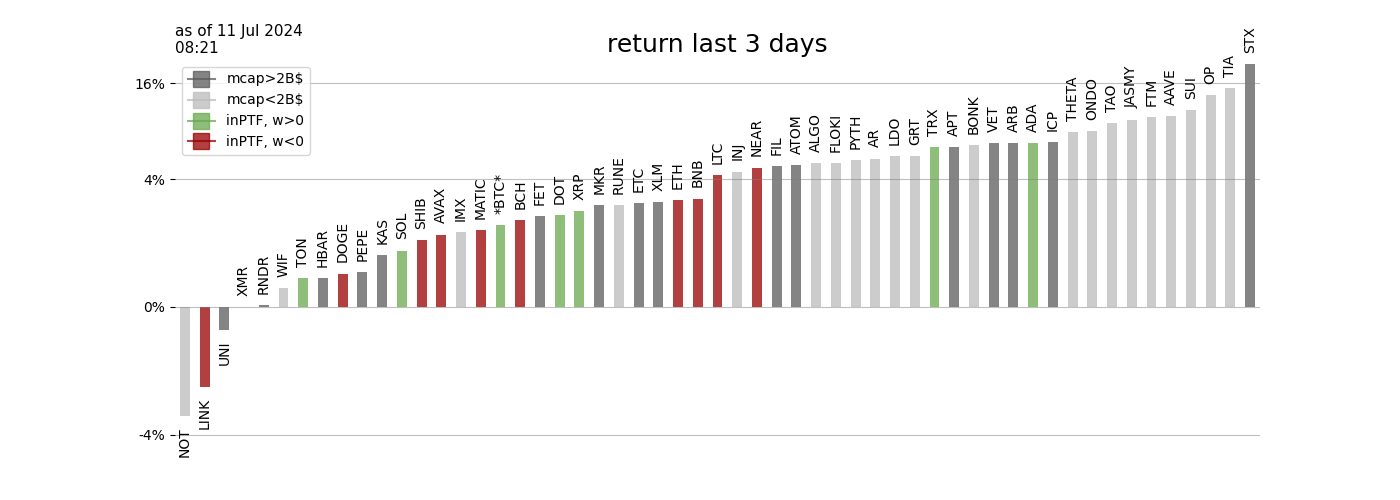 as of 11 Jul 2024
08:21
return last 3 days
mcap>2B$
mcap<2B$
inPTF, w>0
inPTF, w<0
16%
4%
0%
-4%
NOT
LINK
UNI
XMR
RNDR
WIF
TON
HBAR
DOGE
PEPE
KAS
SOL
SHIB
AVAX
IMX
MATIC
*BTC*
BCH
FET
DOT
XRP
MKR
RUNE
ETC
XLM
ETH
BNB
LTC
INJ
NEAR
FIL
ATOM
ALGO
FLOKI
PYTH
AR
LDO
GRT
TRX
APT
BONK
VET
ARB
ADA
ICP
THETA
ONDO
TAO
JASMY
FTM
AAVE
SUI
OP
TIA
STX